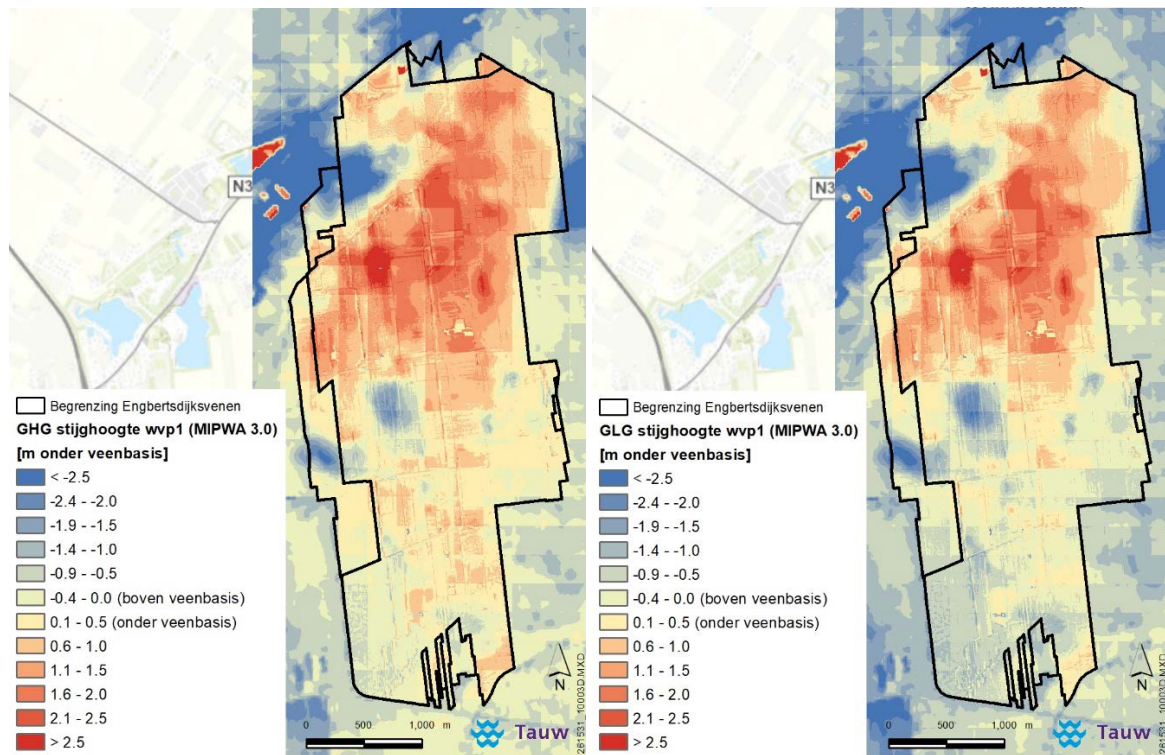 N3
Begrenzing Engbertsdijksvenen
GHG stijghoogte wvp1 (MIPWA 3.0)
[m onder veenbasis]
< -2.5
-2.4 - -2.0
-1.9 - -1.5
-1.4 - -1.0
-0.9 - -0.5
-0.4 - 0.0 (boven veenbasis)
0.1 - 0.5 (onder veenbasis)
0.6 - 1.0
1.1 - 1.5
1.6 - 2.0
2.1 - 2.5
> 2.5
0 500 1,000 m
N
Tauw
261531_10003D.MXD
N3
Begrenzing Engbertsdijksvenen
GLG stijghoogte wvp1 (MIPWA 3.0)
[m onder veenbasis]
< -2.5
-2.4 - -2.0
-1.9 - -1.5
-1.4 - -1.0
-0.9 - -0.5
-0.4 - 0.0 (boven veenbasis)
0.1 - 0.5 (onder veenbasis)
0.6 - 1.0
1.1 - 1.5
1.6 - 2.0
2.1 - 2.5
> 2.5
0 500 1,000 m
N
Tauw
261531_10003D.MXD